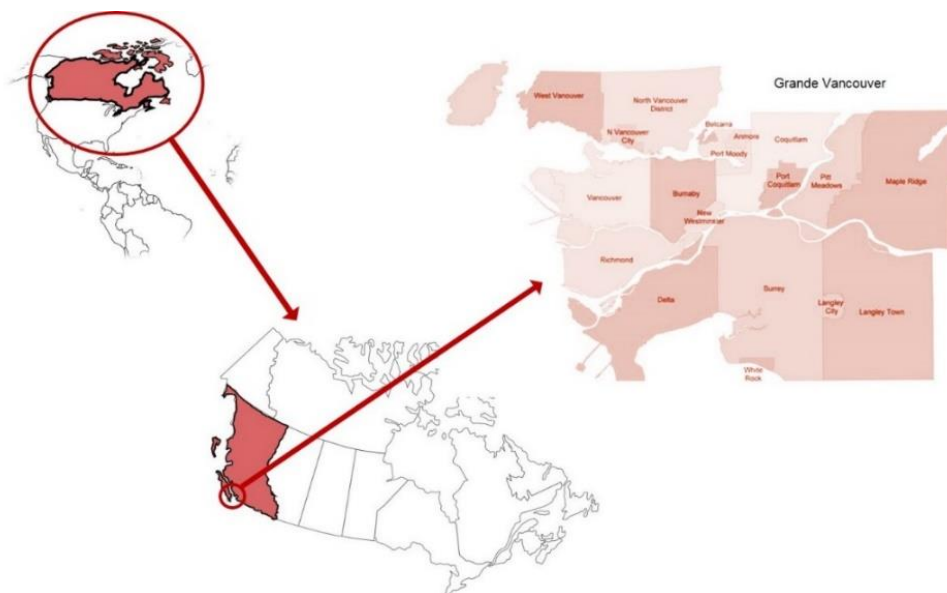 Grande Vancouver
West Vanouver
North Vancouver
District
N Vancouver
City
Belcarra
Anmore
Port Moody
Coquitlam
Port
Coquitlam
Pitt
Meadows
Maple Ridge
Vancouver
Burnaby
New
Westminster
Richmond
Delta
Surrey
Langley
City
Langley Town
White
Rock